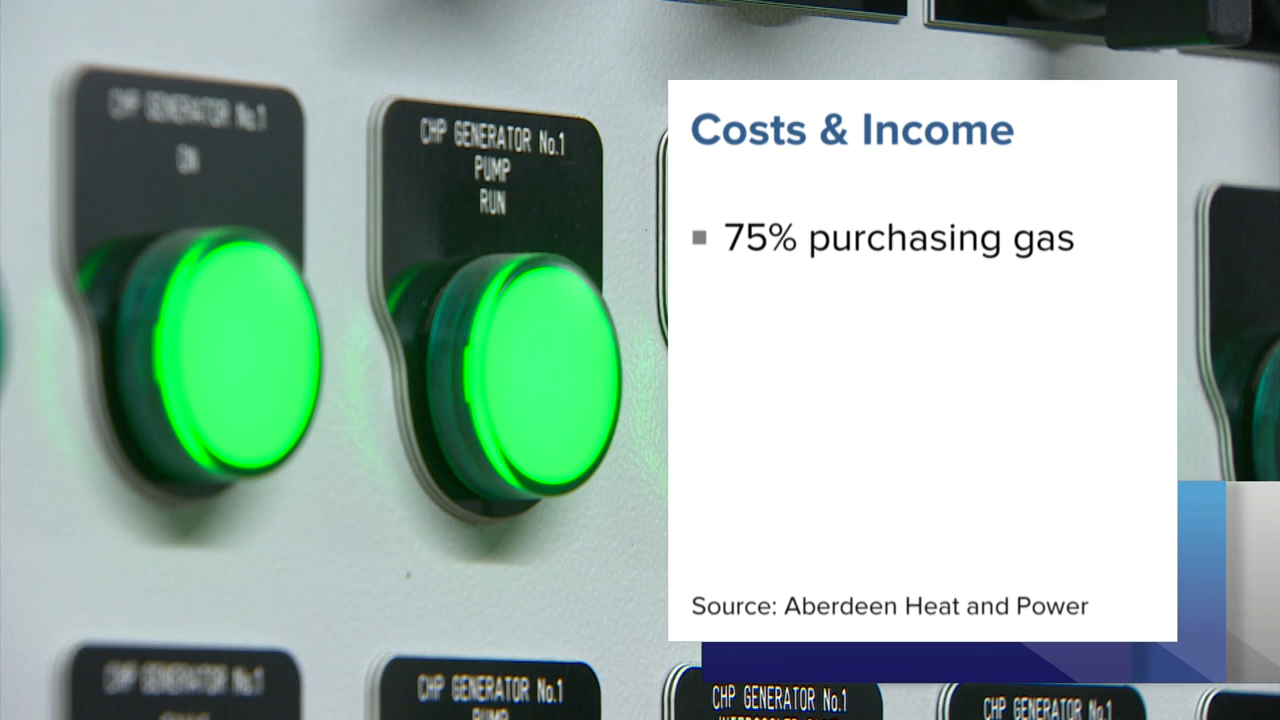 CHP GENERATOR No.1
ON
CHP GENERATOR No.1
PUMP
RUN
Costs & Income
75% purchasing gas
Source: Aberdeen Heat and Power
CHP GENERATOR No.1
CHP GENERATOR No.1
PUMP
CHP GENERATOR No.1
CHP GENERATOR No.1